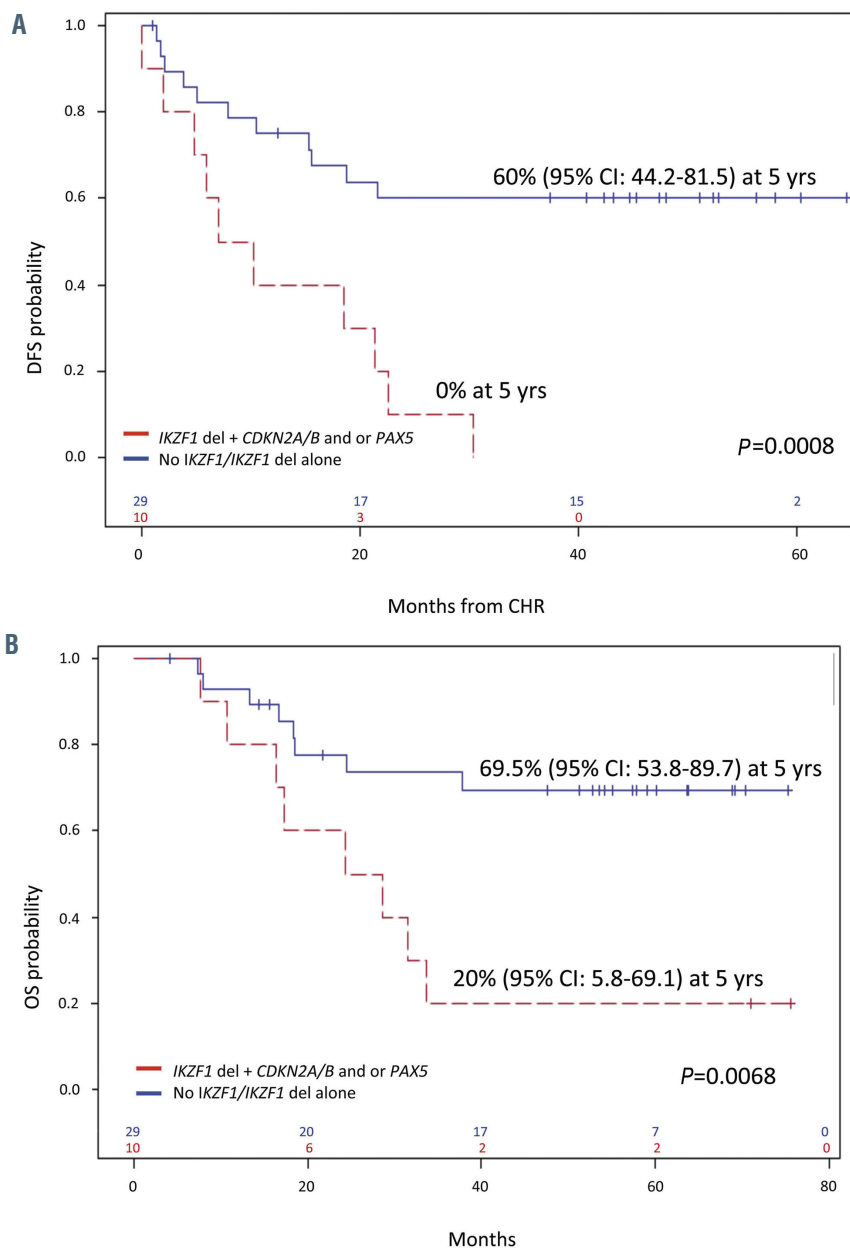 A
1.0
0.8
0.6
0.4
0.2
0.0
DFS probability
60% (95% CI: 44.2-81.5) at 5 yrs
0% at 5 yrs
IKZF1 del + CDKN2A/B and or PAX5
No IKZF1/IKZF1 del alone
P=0.0008
29 17 15 2
10 3 0
0 20 40 60
Months from CHR
B
1.0
0.8
0.6
0.4
0.2
0.0
OS probability
69.5% (95% CI: 53.8-89.7) at 5 yrs
20% (95% CI: 5.8-69.1) at 5 yrs
IKZF1 del + CDKN2A/B and or PAX5
No IKZF1/IKZF1 del alone
P=0.0068
29 20 17 7 0
10 6 2 2 0
0 20 40 60 80
Months